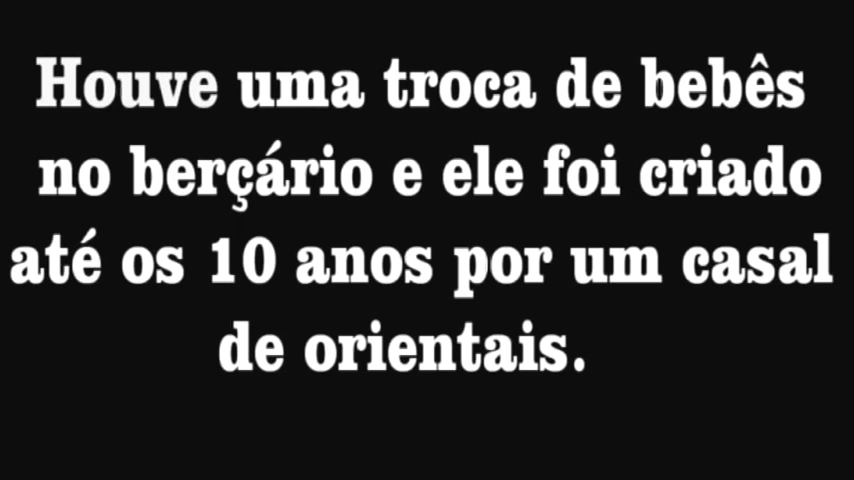 Houve uma troca de bebês
no berçário e ele foi criado
até os 10 anos por um casal
de orientais.